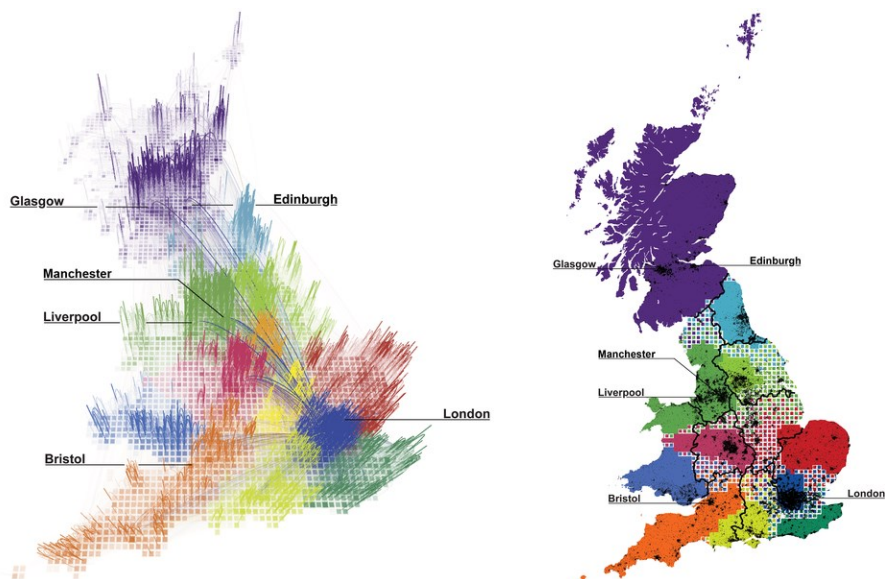 Glasgow
Edinburgh
Manchester
Liverpool
London
Bristol
Glasgow
Edinburgh
Manchester
Liverpool
London
Bristol